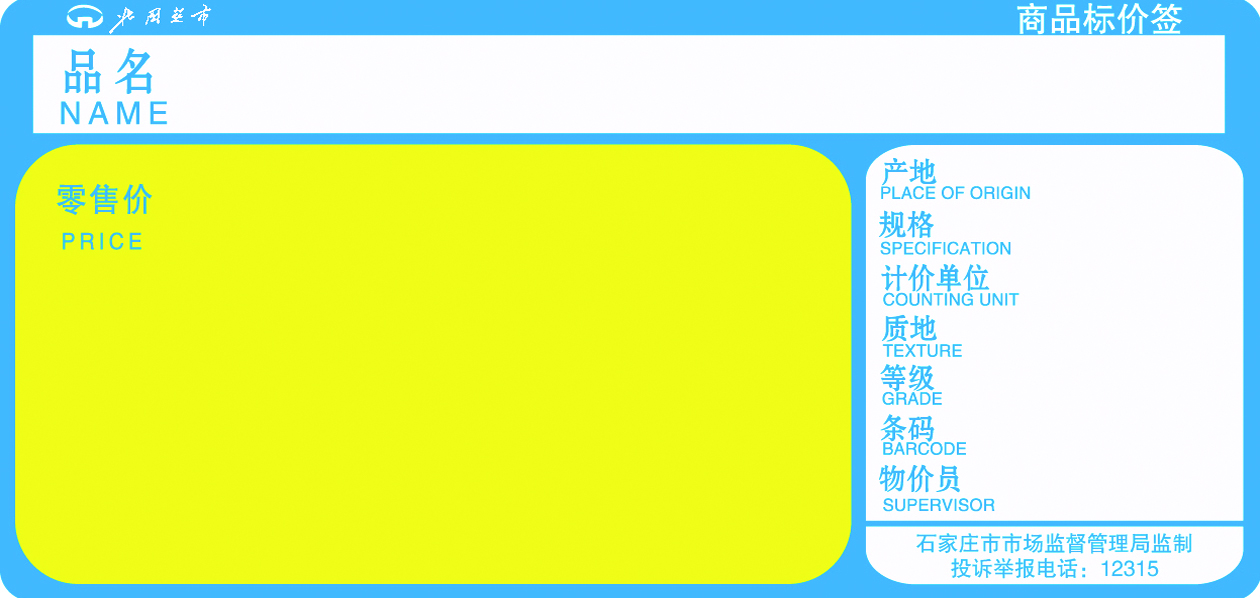 北国超市
商品标价签
品名
NAME
零售价
PRICE
产地
PLACE OF ORIGIN
规格
SPECIFICATION
计价单位
COUNTING UNIT
质地
TEXTURE
等级
GRADE
条码
BARCODE
物价员
SUPERVISOR
石家庄市市场监督管理局监制
投诉举报电话：12315